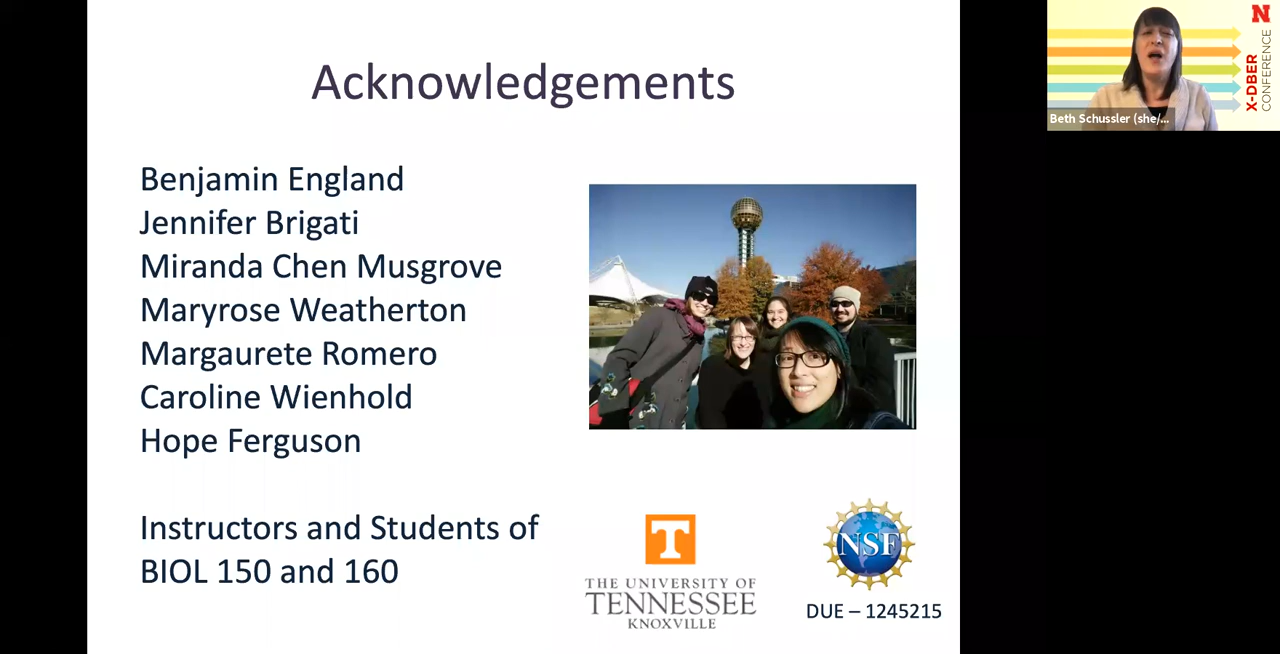 Acknowledgements
Benjamin England
Jennifer Brigati
Miranda Chen Musgrove
Maryrose Weatherton
Margaurete Romero
Caroline Wienhold
Hope Ferguson
Instructors and Students of
BIOL 150 and 160
T
THE UNIVERSITY OF
TENNESSEE
KNOXVILLE
NSF
DUE – 1245215
N
X-DBER
CONFERENCE
Beth Schussler (she/...